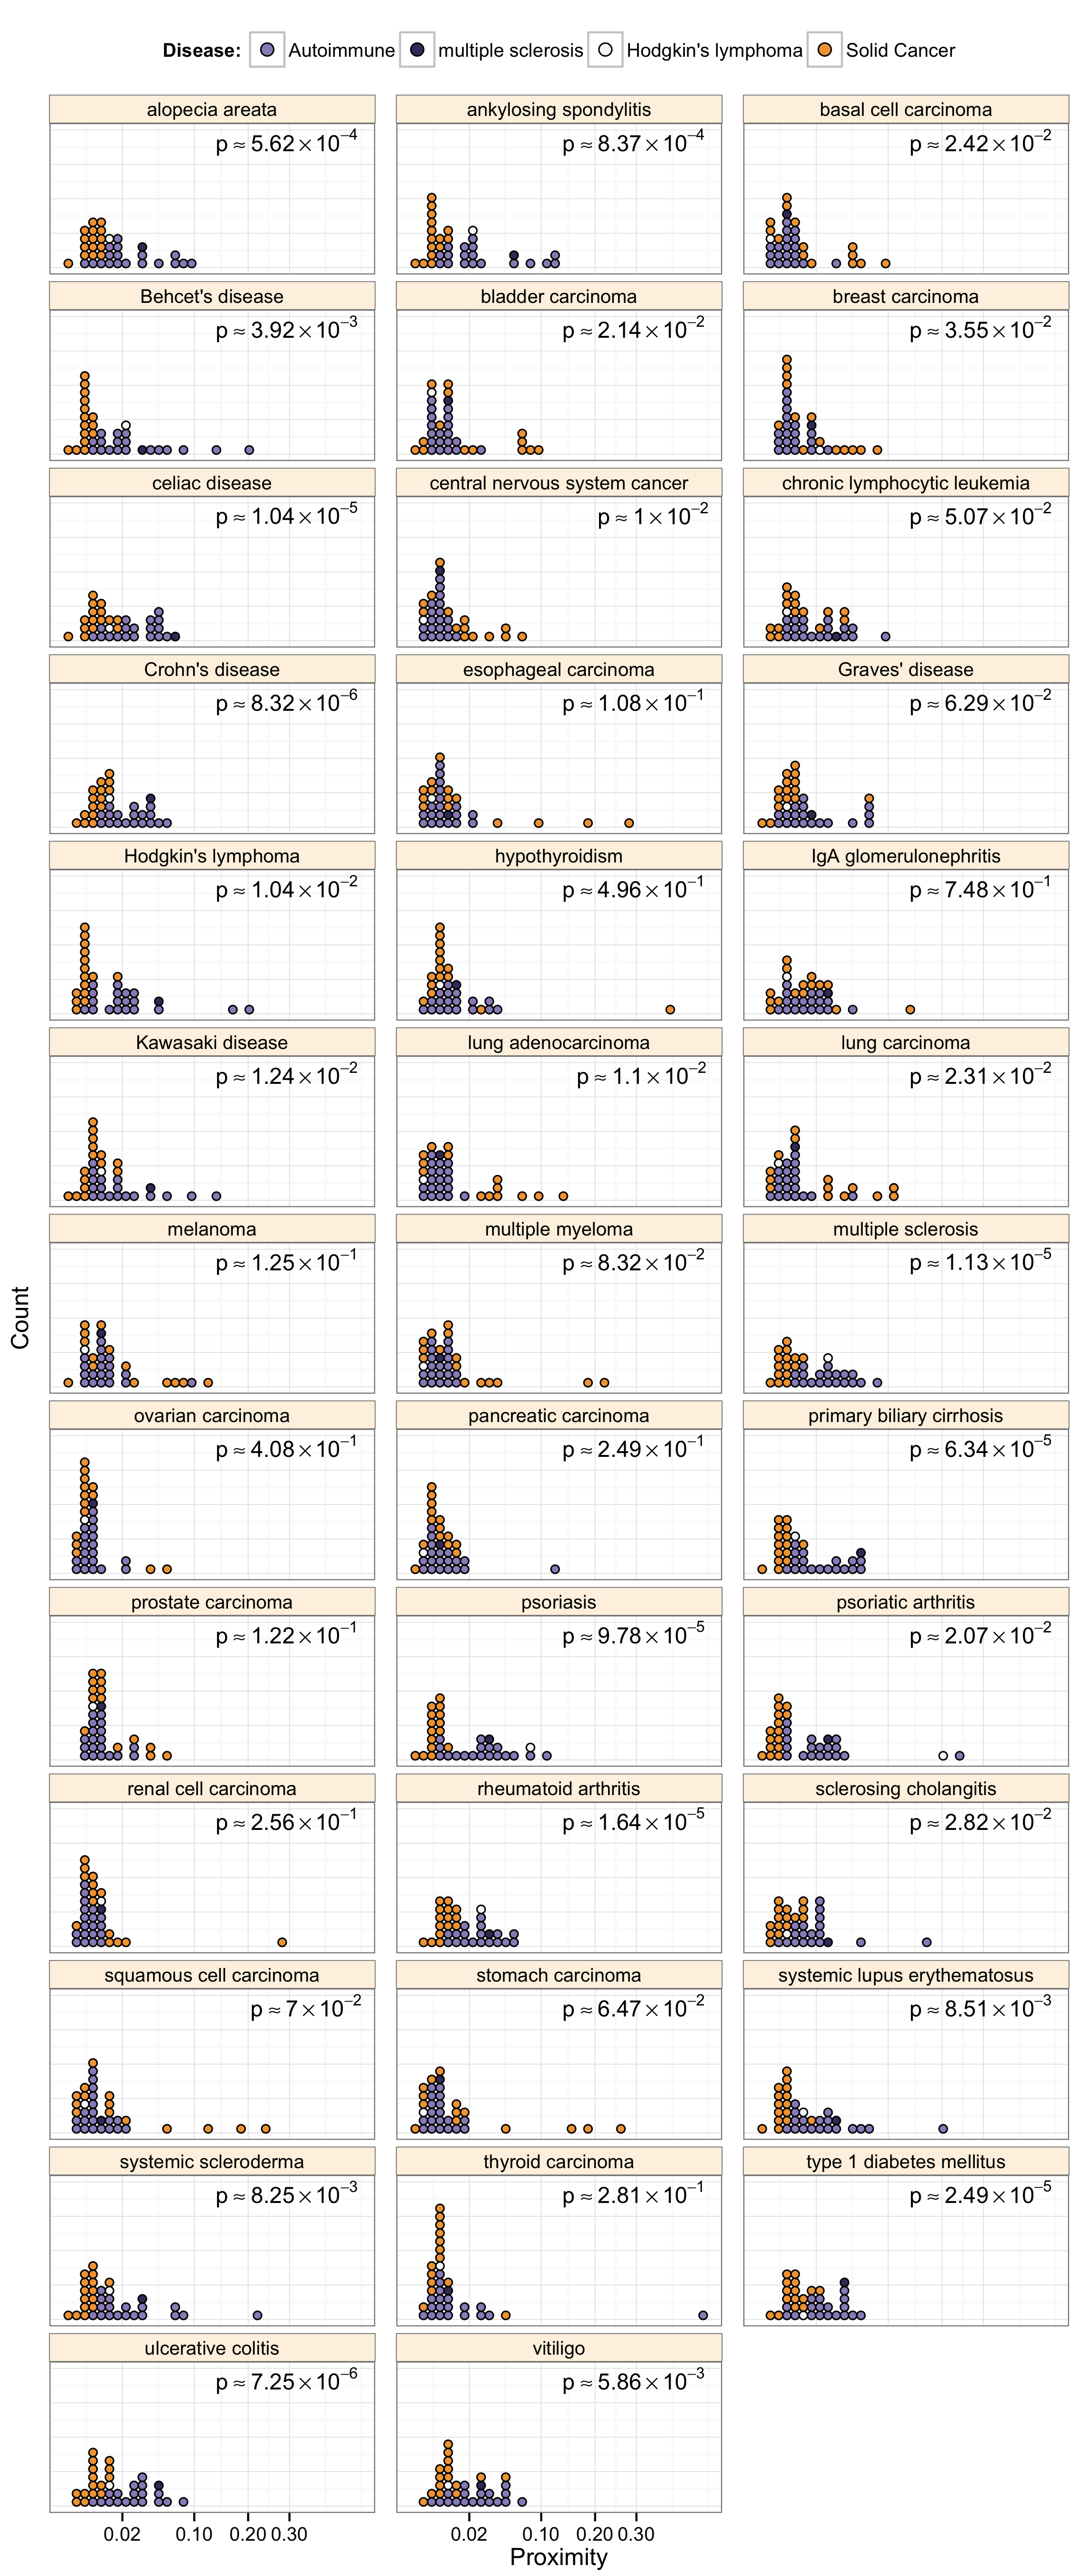 Disease: Autoimmune multiple sclerosis Hodgkin's lymphoma Solid Cancer
alopecia areata ankylosing spondylitis basal cell carcinoma
p ≈ 5.62 × 10⁻⁴ p ≈ 8.37 × 10⁻⁴ p ≈ 2.42 × 10⁻²
Behcet's disease bladder carcinoma breast carcinoma
p ≈ 3.92 × 10⁻³ p ≈ 2.14 × 10⁻² p ≈ 3.55 × 10⁻²
celiac disease central nervous system cancer chronic lymphocytic leukemia
p ≈ 1.04 × 10⁻⁵ p ≈ 1 × 10⁻² p ≈ 5.07 × 10⁻²
Crohn's disease esophageal carcinoma Graves' disease
p ≈ 8.32 × 10⁻⁶ p ≈ 1.08 × 10⁻¹ p ≈ 6.29 × 10⁻²
Hodgkin's lymphoma hypothyroidism IgA glomerulonephritis
p ≈ 1.04 × 10⁻² p ≈ 4.96 × 10⁻¹ p ≈ 7.48 × 10⁻¹
Kawasaki disease lung adenocarcinoma lung carcinoma
p ≈ 1.24 × 10⁻² p ≈ 1.1 × 10⁻² p ≈ 2.31 × 10⁻²
melanoma multiple myeloma multiple sclerosis
p ≈ 1.25 × 10⁻¹ p ≈ 8.32 × 10⁻² p ≈ 1.13 × 10⁻⁵
Count
ovarian carcinoma pancreatic carcinoma primary biliary cirrhosis
p ≈ 4.08 × 10⁻¹ p ≈ 2.49 × 10⁻¹ p ≈ 6.34 × 10⁻⁵
prostate carcinoma psoriasis psoriatic arthritis
p ≈ 1.22 × 10⁻¹ p ≈ 9.78 × 10⁻⁵ p ≈ 2.07 × 10⁻²
renal cell carcinoma rheumatoid arthritis sclerosing cholangitis
p ≈ 2.56 × 10⁻¹ p ≈ 1.64 × 10⁻⁵ p ≈ 2.82 × 10⁻²
squamous cell carcinoma stomach carcinoma systemic lupus erythematosus
p ≈ 7 × 10⁻² p ≈ 6.47 × 10⁻² p ≈ 8.51 × 10⁻³
systemic scleroderma thyroid carcinoma type 1 diabetes mellitus
p ≈ 8.25 × 10⁻³ p ≈ 2.81 × 10⁻¹ p ≈ 2.49 × 10⁻⁵
ulcerative colitis vitiligo
p ≈ 7.25 × 10⁻⁶ p ≈ 5.86 × 10⁻³
0.02 0.10 0.20 0.30 0.02 0.10 0.20 0.30
Proximity